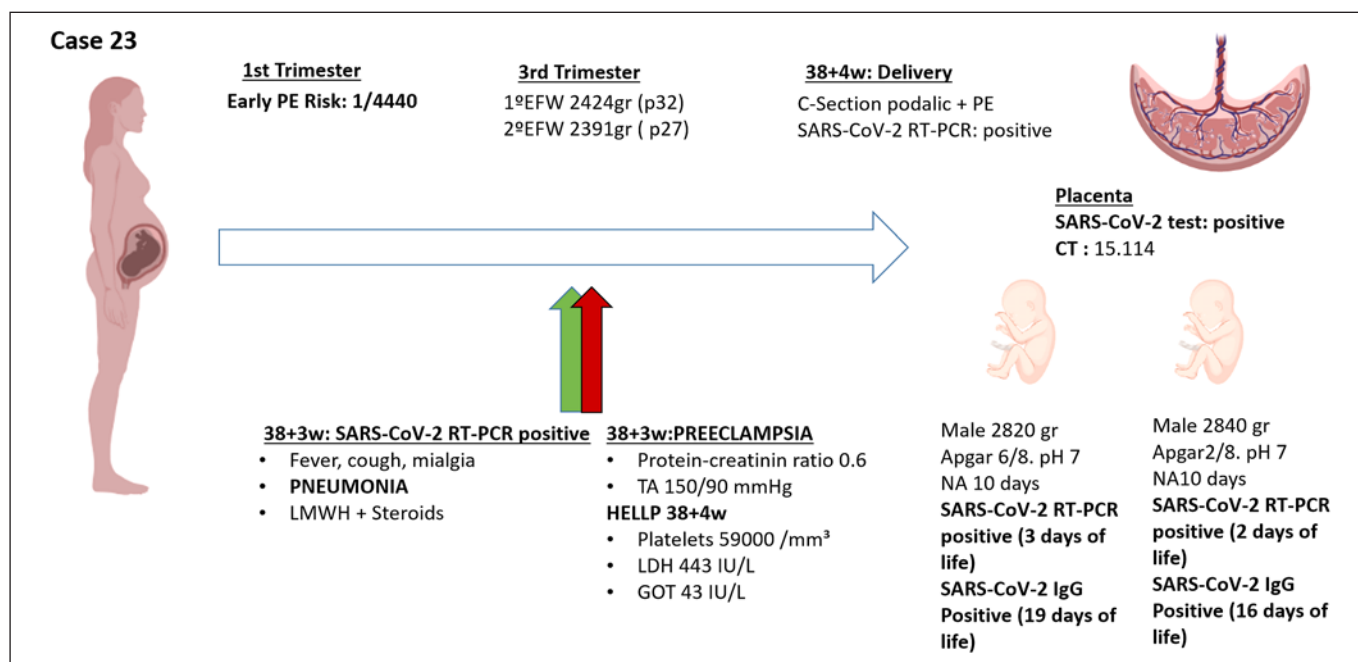 Case 23
1st Trimester
Early PE Risk: 1/4440
3rd Trimester
1ºEFW 2424gr (p32)
2ºEFW 2391gr ( p27)
38+4w: Delivery
C-Section podalic + PE
SARS-CoV-2 RT-PCR: positive
Placenta
SARS-CoV-2 test: positive
CT : 15.114
38+3w: SARS-CoV-2 RT-PCR positive
• Fever, cough, mialgia
• PNEUMONIA
• LMWH + Steroids
38+3w:PREECLAMPSIA
• Protein-creatinin ratio 0.6
• TA 150/90 mmHg
HELLP 38+4w
• Platelets 59000 /mm³
• LDH 443 IU/L
• GOT 43 IU/L
Male 2820 gr
Apgar 6/8. pH 7
NA 10 days
SARS-CoV-2 RT-PCR
positive (3 days of
life)
SARS-CoV-2 IgG
Positive (19 days of
life)
Male 2840 gr
Apgar2/8. pH 7
NA10 days
SARS-CoV-2 RT-PCR
positive (2 days of
life)
SARS-CoV-2 IgG
Positive (16 days of
life)